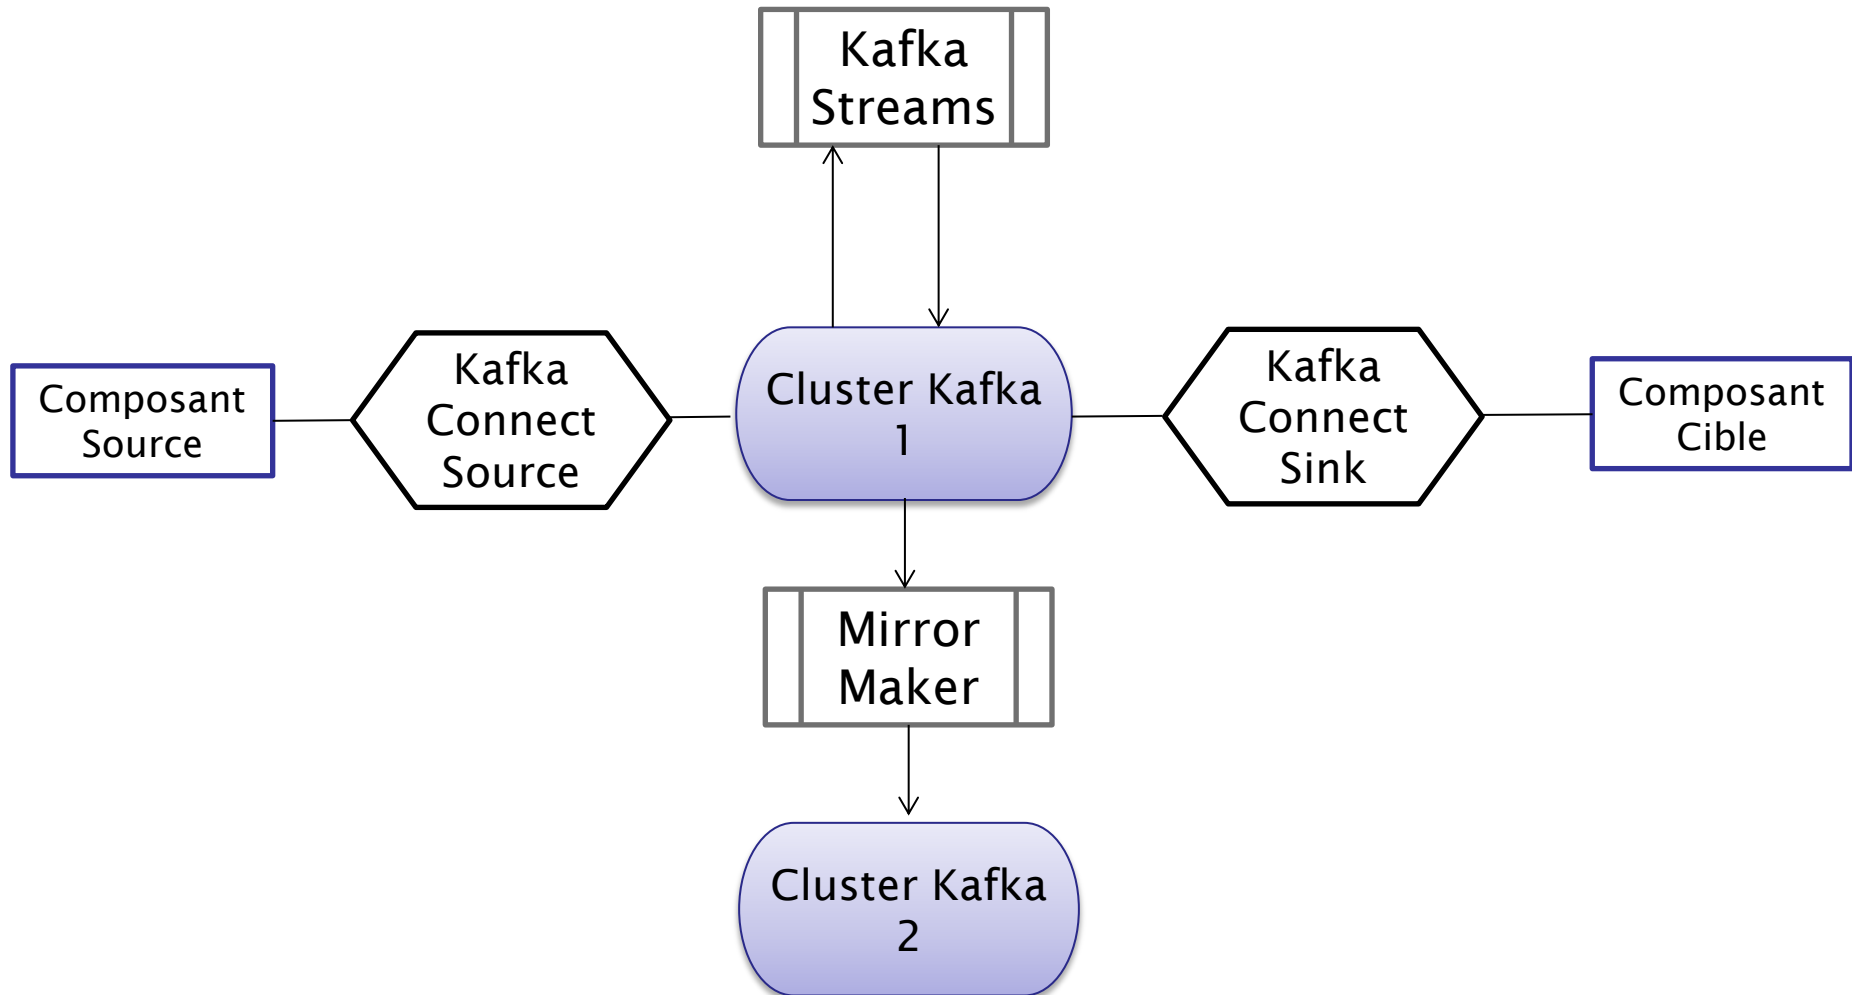 Kafka
Streams
Composant
Source
Kafka
Connect
Source
Cluster Kafka
1
Kafka
Connect
Sink
Composant
Cible
Mirror
Maker
Cluster Kafka
2